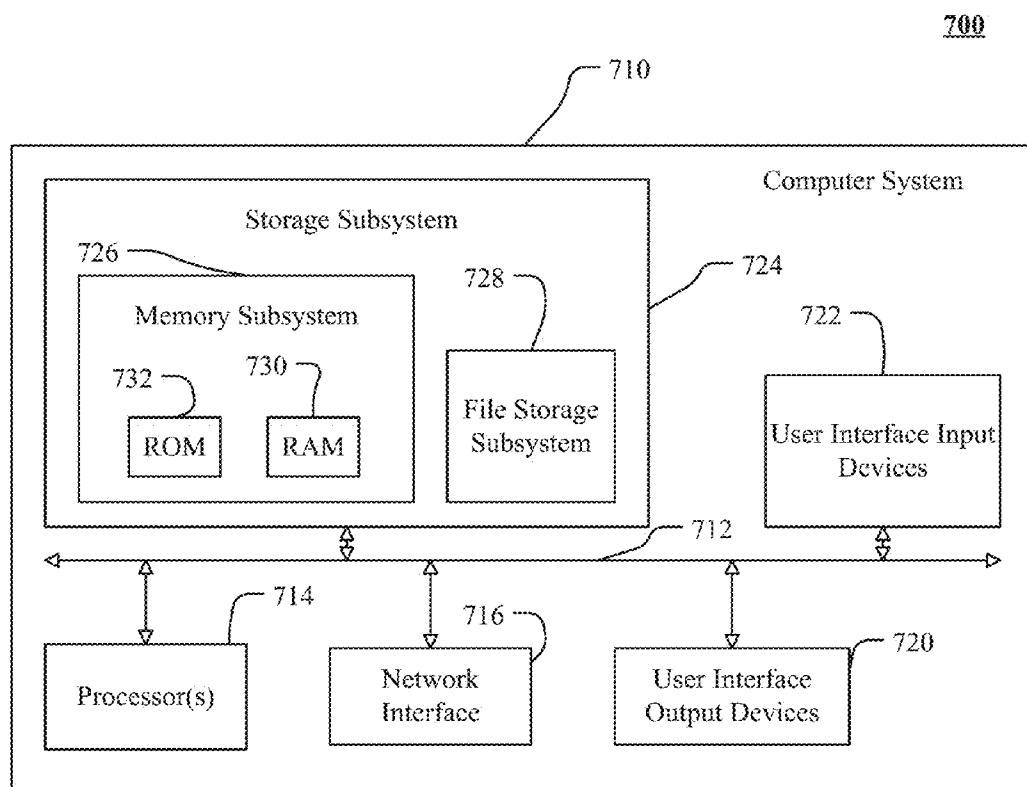 700
710
Computer System
Storage Subsystem
726
724
728
Memory Subsystem
722
732
730
File Storage
Subsystem
ROM
RAM
User Interface Input
Devices
712
714
716
720
Processor(s)
Network
Interface
User Interface
Output Devices